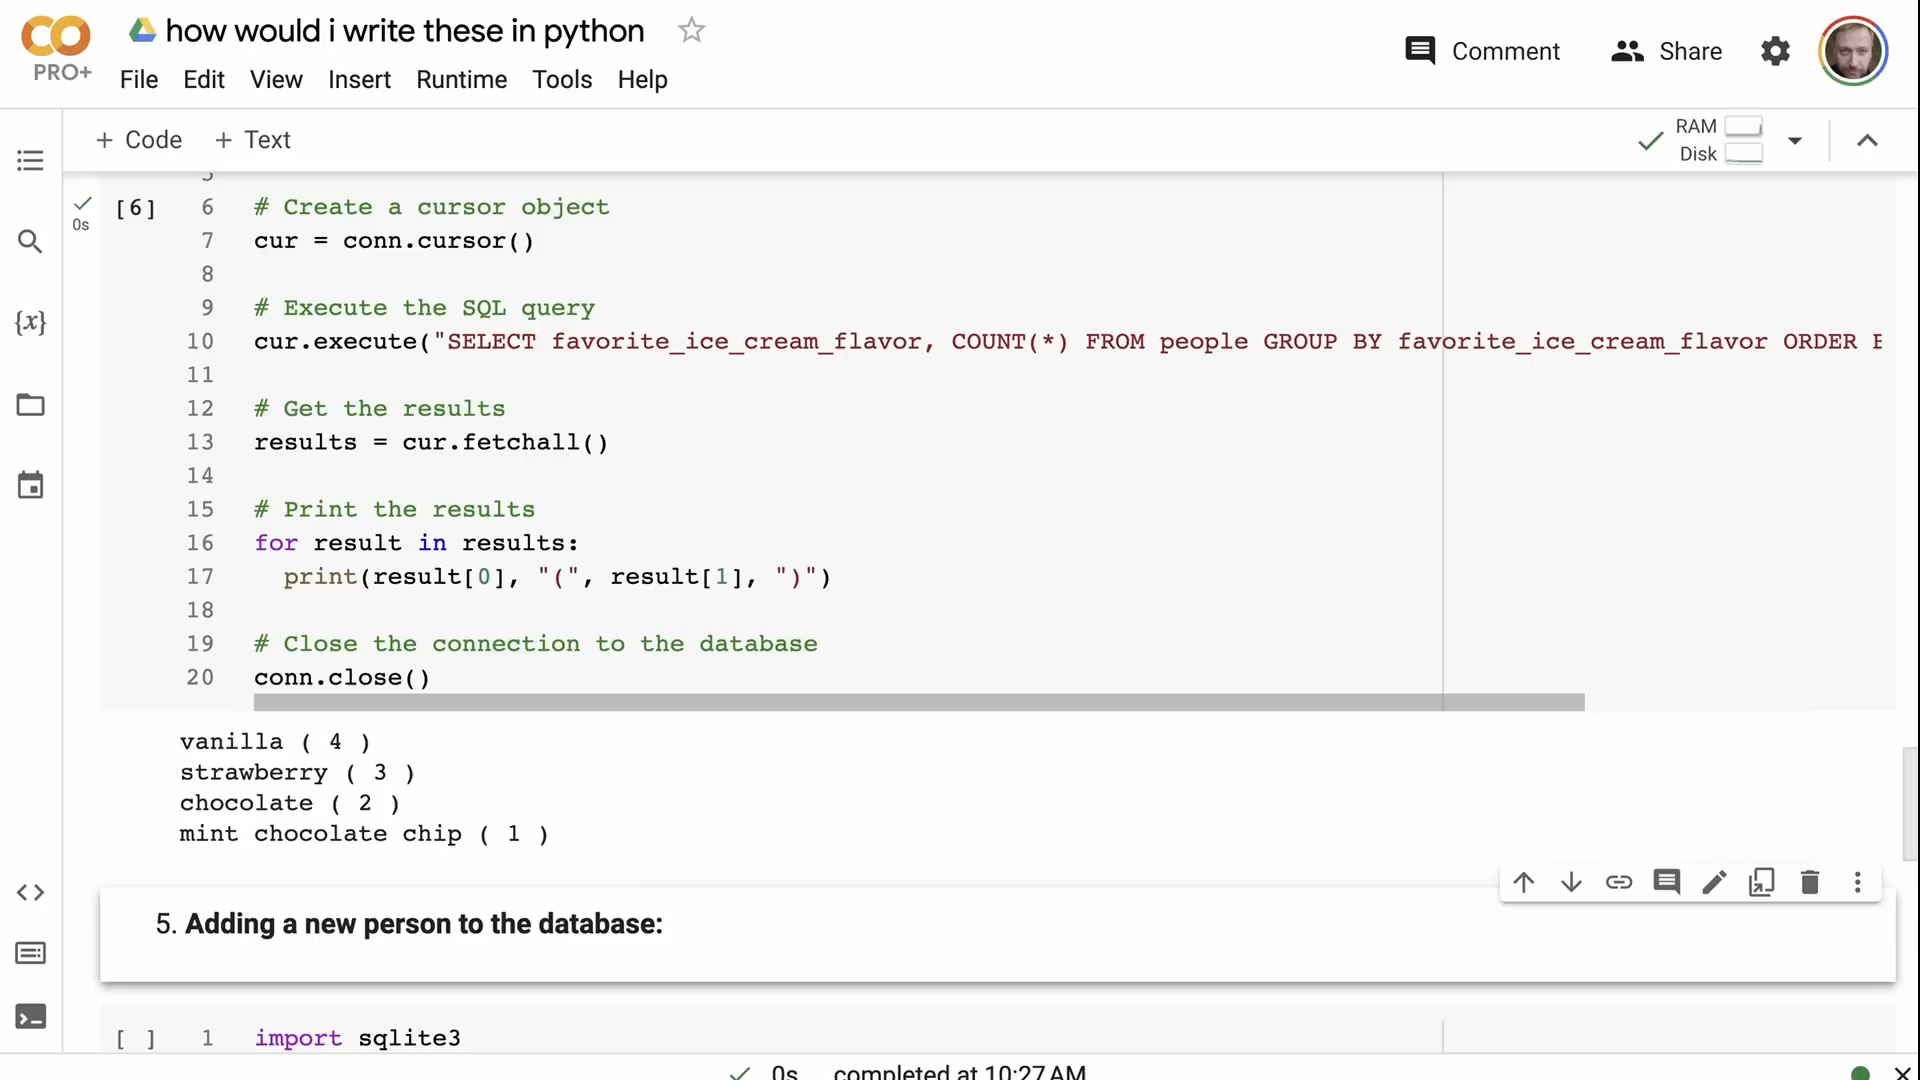 CO how would i write these in python
PRO+ File Edit View Insert Runtime Tools Help
Comment Share
+ Code + Text
RAM
Disk
5
[6] 6 # Create a cursor object
0s
7 cur = conn.cursor()
8
9 # Execute the SQL query
10 cur.execute("SELECT favorite_ice_cream_flavor, COUNT(*) FROM people GROUP BY favorite_ice_cream_flavor ORDER
11
12 # Get the results
13 results = cur.fetchall()
14
15 # Print the results
16 for result in results:
17 print(result[0], "(", result[1], ")")
18
19 # Close the connection to the database
20 conn.close()
vanilla ( 4 )
strawberry ( 3 )
chocolate ( 2 )
mint chocolate chip ( 1 )
5. Adding a new person to the database:
[ ] 1 import sqlite3
0s completed at 10:27 AM